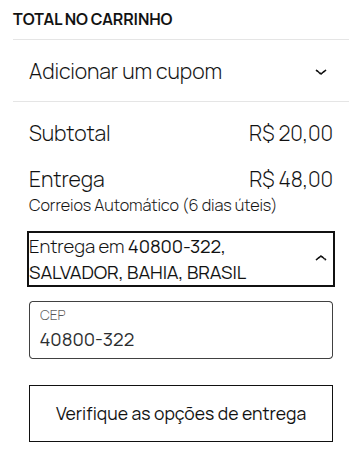 TOTAL NO CARRINHO
Adicionar um cupom
Subtotal R$ 20,00
Entrega R$ 48,00
Correios Automático (6 dias úteis)
Entrega em 40800-322,
SALVADOR, BAHIA, BRASIL
CEP
40800-322
Verifique as opções de entrega